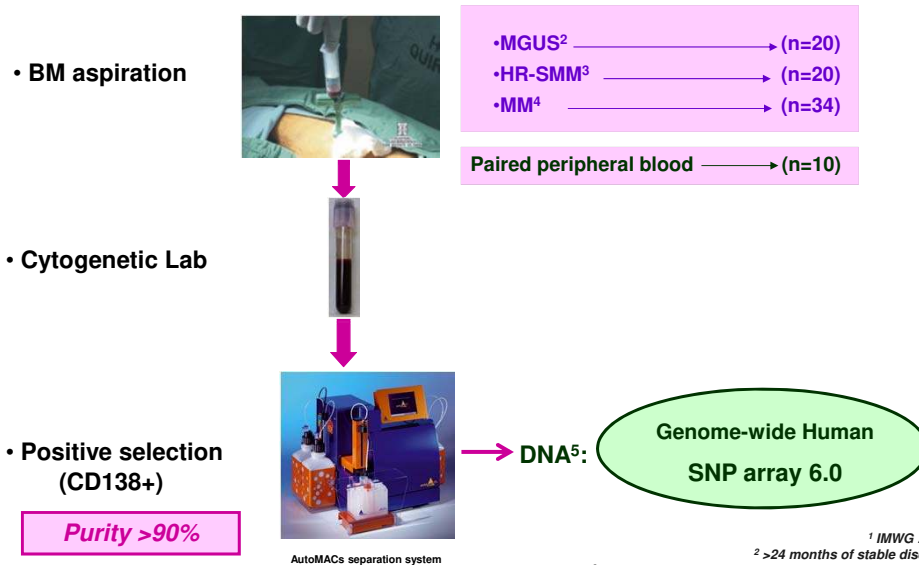 • BM aspiration
•MGUS² (n=20)
•HR-SMM³ (n=20)
•MM⁴ (n=34)
Paired peripheral blood (n=10)
• Cytogenetic Lab
• Positive selection
(CD138+)
Purity >90%
AutoMACs separation system
DNA⁵:
Genome-wide Human
SNP array 6.0
¹ IMWG
² >24 months of stable